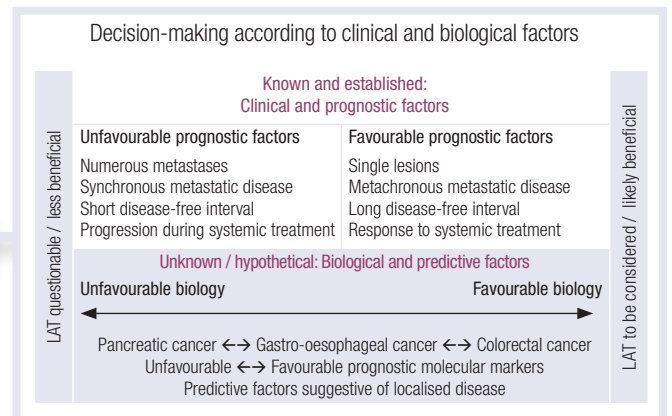 Decision-making according to clinical and biological factors
LAT questionable / less beneficial
Known and established:
Clinical and prognostic factors
Unfavourable prognostic factors
Numerous metastases
Synchronous metastatic disease
Short disease-free interval
Progression during systemic treatment
Favourable prognostic factors
Single lesions
Metachronous metastatic disease
Long disease-free interval
Response to systemic treatment
Unknown / hypothetical: Biological and predictive factors
Unfavourable biology
Favourable biology
Pancreatic cancer ←→ Gastro-oesophageal cancer ←→ Colorectal cancer
Unfavourable ←→ Favourable prognostic molecular markers
Predictive factors suggestive of localised disease
LAT to be considered / likely beneficial